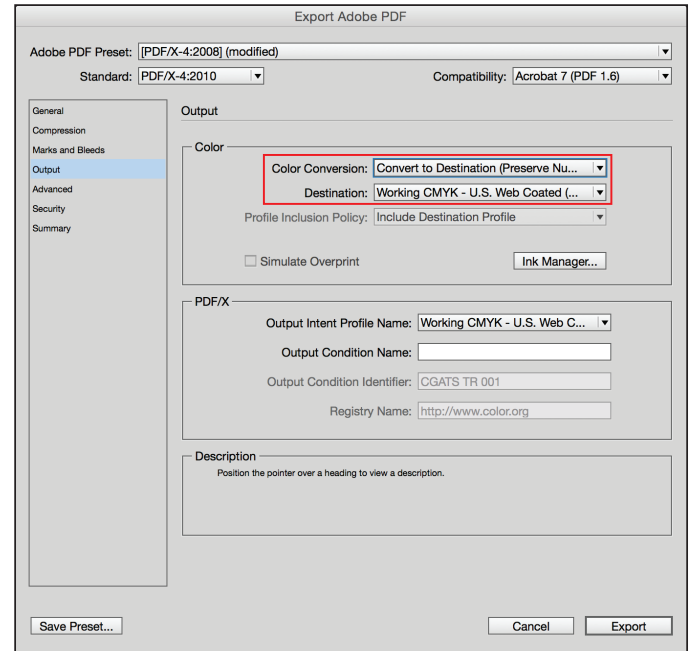 Export Adobe PDF
Adobe PDF Preset: [PDF/X-4:2008] (modified)
Standard: PDF/X-4:2010 Compatibility: Acrobat 7 (PDF 1.6)
General
Compression
Marks and Bleeds
Output
Advanced
Security
Summary
Output
Color
Color Conversion: Convert to Destination (Preserve Nu...
Destination: Working CMYK - U.S. Web Coated (...
Profile Inclusion Policy: Include Destination Profile
Simulate Overprint Ink Manager...
PDF/X
Output Intent Profile Name: Working CMYK - U.S. Web C...
Output Condition Name:
Output Condition Identifier: CGATS TR 001
Registry Name: http://www.color.org
Description
Position the pointer over a heading to view a description.
Save Preset... Cancel Export